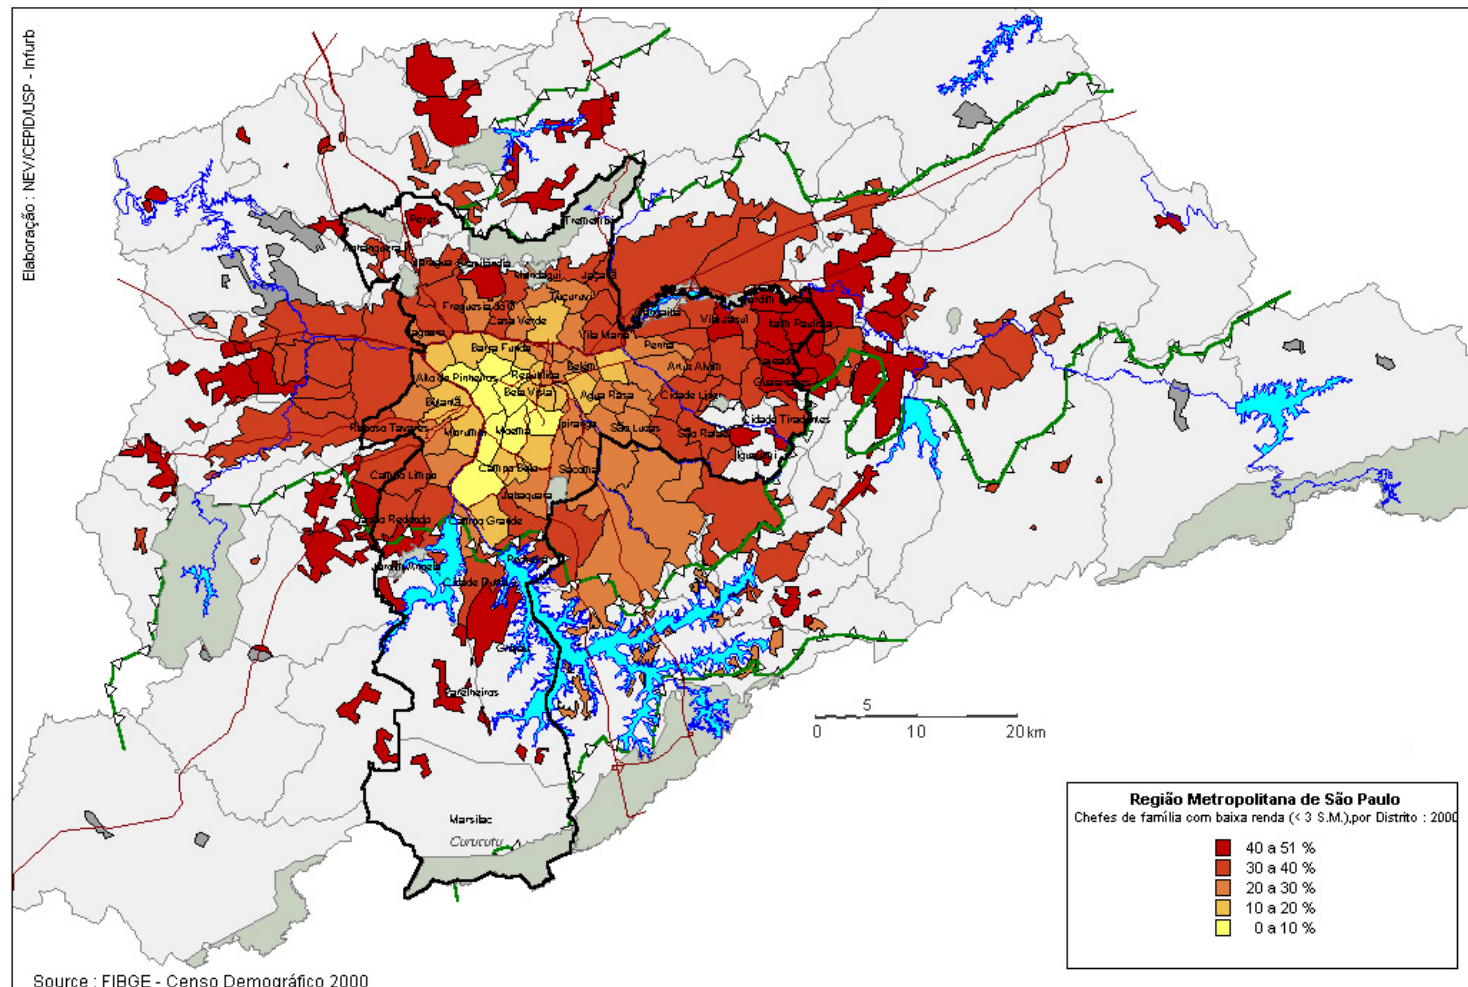 Elaboração : NEV/CEPID/USP - Infurb
Perus
Tremembé
Jaraguá
Mandaqui
Jaçanã
Tucuruvi
Freguesia do Ó
Casa Verde
Vila Maria
Vila Jacuí
Itaim Paulista
Barra Funda
Penha
Belém
Artur Alvim
Lajeado
Alto de Pinheiros
República
Guaianases
Bela Vista
Água Rasa
Cidade Líder
Butantã
Cidade Tiradentes
Raposo Tavares
Morumbi
Moema
Ipiranga
São Lucas
São Rafael
Iguatemi
Campo Limpo
Campo Belo
Sacomã
Jabaquara
Capão Redondo
Campo Grande
Pedreira
Jardim Ângela
Cidade Dutra
Grajaú
Parelheiros
Marsilac
Curucutu
5
0 10 20 km
Região Metropolitana de São Paulo
Chefes de família com baixa renda (< 3 S.M.),por Distrito : 2000
40 a 51 %
30 a 40 %
20 a 30 %
10 a 20 %
0 a 10 %
Source : FIBGE - Censo Demográfico 2000